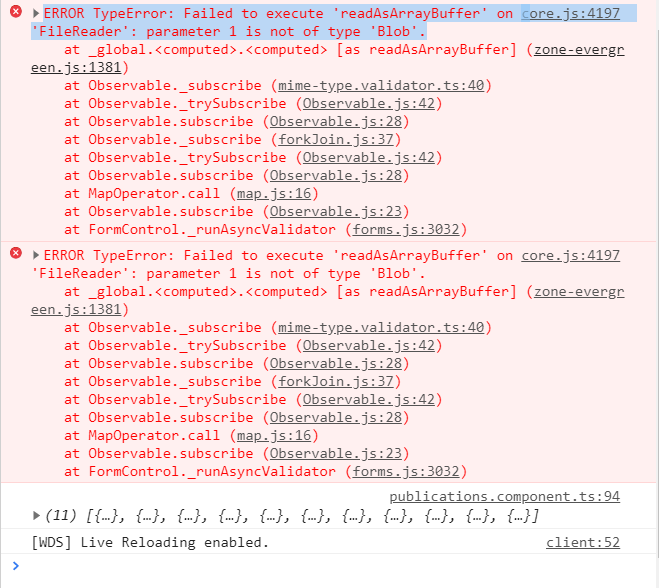 ERROR TypeError: Failed to execute 'readAsArrayBuffer' on core.js:4197
'FileReader': parameter 1 is not of type 'Blob'.
at _global.<computed>.<computed> [as readAsArrayBuffer] (zone-evergr
een.js:1381)
at Observable._subscribe (mime-type.validator.ts:40)
at Observable._trySubscribe (Observable.js:42)
at Observable.subscribe (Observable.js:28)
at Observable._subscribe (forkJoin.js:37)
at Observable._trySubscribe (Observable.js:42)
at Observable.subscribe (Observable.js:28)
at MapOperator.call (map.js:16)
at Observable.subscribe (Observable.js:23)
at FormControl._runAsyncValidator (forms.js:3032)
ERROR TypeError: Failed to execute 'readAsArrayBuffer' on core.js:4197
'FileReader': parameter 1 is not of type 'Blob'.
at _global.<computed>.<computed> [as readAsArrayBuffer] (zone-evergr
een.js:1381)
at Observable._subscribe (mime-type.validator.ts:40)
at Observable._trySubscribe (Observable.js:42)
at Observable.subscribe (Observable.js:28)
at Observable._subscribe (forkJoin.js:37)
at Observable._trySubscribe (Observable.js:42)
at Observable.subscribe (Observable.js:28)
at MapOperator.call (map.js:16)
at Observable.subscribe (Observable.js:23)
at FormControl._runAsyncValidator (forms.js:3032)
publications.component.ts:94
(11) [{…}, {…}, {…}, {…}, {…}, {…}, {…}, {…}, {…}, {…}, {…}]
[WDS] Live Reloading enabled. client:52